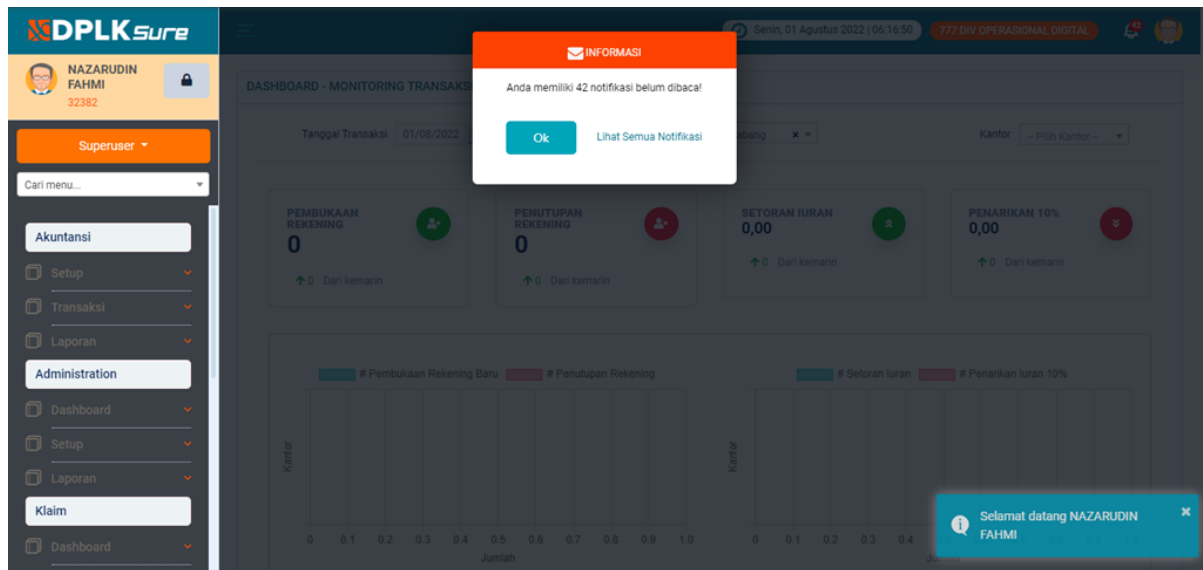 DPLKSure
Senin, 01 Agustus 2022 | 06:16:50
777:DIV OPERASIONAL DIGITAL
42
NAZARUDIN
FAHMI
32382
Superuser
Cari menu...
Akuntansi
Setup
Transaksi
Laporan
Administration
Dashboard
Setup
Laporan
Klaim
Dashboard
INFORMASI
Anda memiliki 42 notifikasi belum dibaca!
Ok
Lihat Semua Notifikasi
DASHBOARD - MONITORING TRANSAKS
Tanggal Transaksi
01/08/2022
abang
Kantor
-- Pilih Kantor --
PEMBUKAAN
REKENING
0
0 Dari kemarin
PENUTUPAN
REKENING
0
0 Dari kemarin
SETORAN IURAN
0,00
0 Dari kemarin
PENARIKAN 10%
0,00
0 Dari kemarin
# Pembukaan Rekening Baru
# Penutupan Rekening
Kantor
0 0.1 0.2 0.3 0.4 0.5 0.6 0.7 0.8 0.9 1.0
Jumlah
# Setoran Iuran
# Penarikan Iuran 10%
Kantor
0 0.1 0.2 0.3 0.4
Selamat datang NAZARUDIN
FAHMI